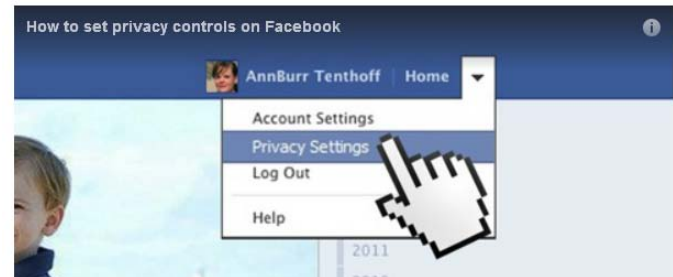 How to set privacy controls on Facebook
AnnBurr Tenthoff Home
Account Settings
Privacy Settings
Log Out
Help
2011